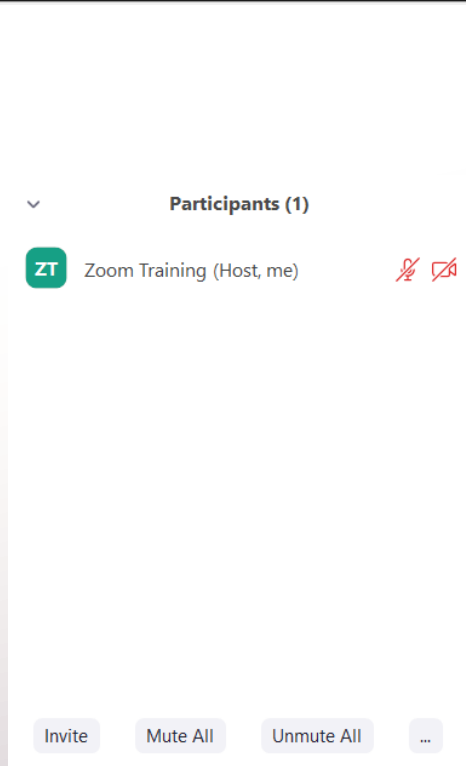 Participants (1)
ZT Zoom Training (Host, me)
Invite Mute All Unmute All ...